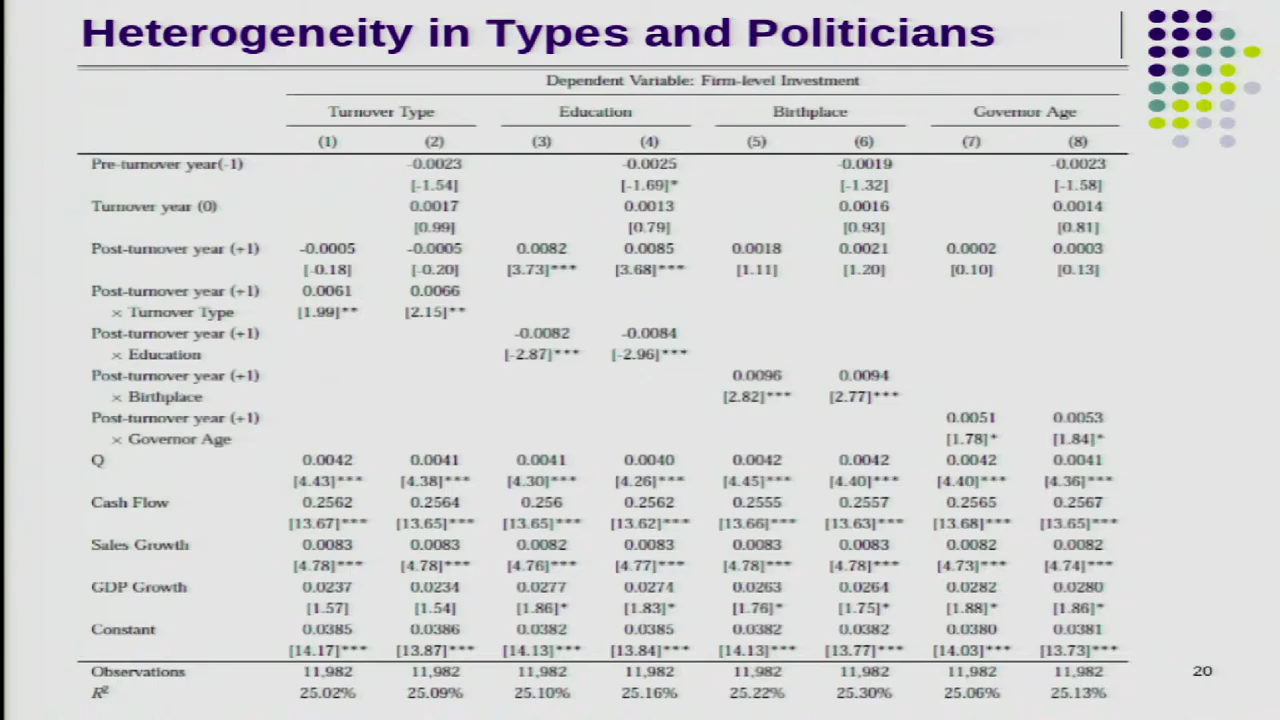 Heterogeneity in Types and Politicians
Dependent Variable: Firm-level Investment
Turnover Type Education Birthplace Governor Age
(1) (2) (3) (4) (5) (6) (7) (8)
Pre-turnover year(-1) -0.0023 -0.0025 -0.0019 -0.0023
[-1.54] [-1.69]* [-1.32] [-1.58]
Turnover year (0) 0.0017 0.0013 0.0016 0.0014
[0.99] [0.79] [0.93] [0.81]
Post-turnover year (+1) -0.0005 -0.0005 0.0082 0.0085 0.0018 0.0021 0.0002 0.0003
[-0.18] [-0.20] [3.73]*** [3.68]*** [1.11] [1.20] [0.10] [0.13]
Post-turnover year (+1) 0.0061 0.0066
× Turnover Type [1.99]** [2.15]**
Post-turnover year (+1) -0.0082 -0.0084
× Education [-2.87]*** [-2.96]***
Post-turnover year (+1) 0.0096 0.0094
× Birthplace [2.82]*** [2.77]***
Post-turnover year (+1) 0.0051 0.0053
× Governor Age [1.78]* [1.84]*
Q 0.0042 0.0041 0.0041 0.0040 0.0042 0.0042 0.0042 0.0041
[4.43]*** [4.38]*** [4.30]*** [4.26]*** [4.45]*** [4.40]*** [4.40]*** [4.36]***
Cash Flow 0.2562 0.2564 0.256 0.2562 0.2555 0.2557 0.2565 0.2567
[13.67]*** [13.65]*** [13.65]*** [13.62]*** [13.66]*** [13.63]*** [13.68]*** [13.65]***
Sales Growth 0.0083 0.0083 0.0082 0.0083 0.0083 0.0083 0.0082 0.0082
[4.78]*** [4.78]*** [4.76]*** [4.77]*** [4.78]*** [4.78]*** [4.73]*** [4.74]***
GDP Growth 0.0237 0.0234 0.0277 0.0274 0.0263 0.0264 0.0282 0.0280
[1.57] [1.54] [1.86]* [1.83]* [1.76]* [1.75]* [1.88]* [1.86]*
Constant 0.0385 0.0386 0.0382 0.0385 0.0382 0.0382 0.0380 0.0381
[14.17]*** [13.87]*** [14.13]*** [13.84]*** [14.13]*** [13.77]*** [14.03]*** [13.73]***
Observations 11,982 11,982 11,982 11,982 11,982 11,982 11,982 11,982
R² 25.02% 25.09% 25.10% 25.16% 25.22% 25.30% 25.06% 25.13%
20